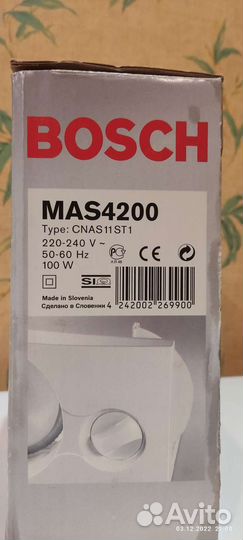 BOSCH
MAS4200
Type: CNAS11ST1
220-240 V ~
50-60 Hz
100 W
Made in Slovenia
Сделано в Словении
4 242002 269900
03.12.2022
Avito